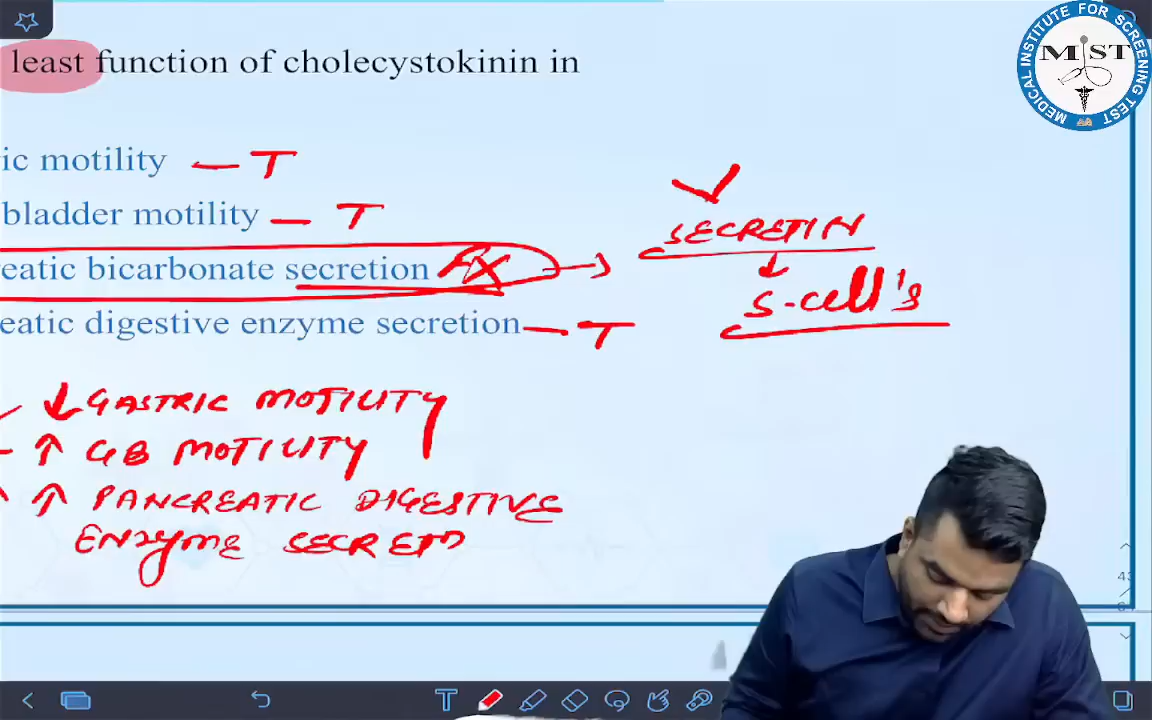 least function of cholecystokinin in
ic motility — T
bladder motility — T
eatic bicarbonate secretion
eatic digestive enzyme secretion — T
SECRETIN
S-cell's
↓ GASTRIC MOTILITY
↑ GB MOTILITY
↑ PANCREATIC DIGESTIVE
ENZYME SECRET
MEDICAL INSTITUTE FOR SCREENING TEST
MIST